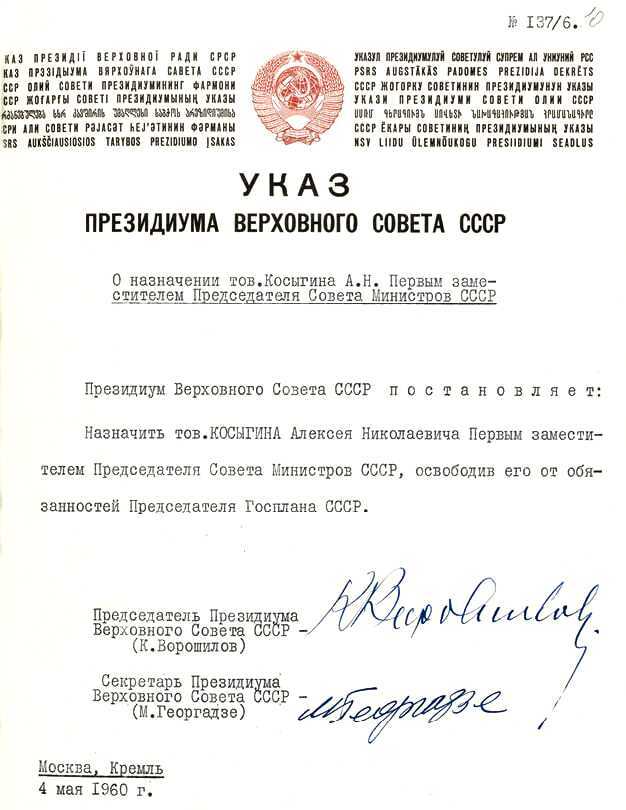 № 137/6.
КАЗ ПРЕЗИДІЇ ВЕРХОВНОЇ РАДИ СРСР
КАЗ ПРЭЗІДЫУМА ВЯРХОЎНАГА САВЕТА СССР
ССР ОЛИЙ СОВЕТИ ПРЕЗИДИУМИНИНГ ФАРМОНИ
ССР ЖОГАРҒЫ СОВЕТІ ПРЕЗИДИУМЫНЫҢ УКАЗЫ
СРИ АЛИ СОВЕТИ РӘЈАСӘТ ҺЕЈ'ӘТИНИН ФӘРМАНЫ
SRS AUKŠČIAUSIOSIOS TARYBOS PREZIDIUMO ĮSAKAS
УКАЗУЛ ПРЕЗИДИУМУЛУЙ СОВЕТУЛУЙ СУПРЕМ АЛ УНИУНИЙ РСС
PSRS AUGSTĀKĀS PADOMES PREZIDIJA DEKRĒTS
СССР ЖОГОРКУ СОВЕТИНИН ПРЕЗИДИУМУНУН УКАЗЫ
УКАЗИ ПРЕЗИДИУМИ СОВЕТИ ОЛИИ СССР
СССР ЁКАРЫ СОВЕТИНИҢ ПРЕЗИДИУМЫНЫҢ УКАЗЫ
NSV LIIDU ÜLEMNÕUKOGU PRESIIDIUMI SEADLUS
УКАЗ
ПРЕЗИДИУМА ВЕРХОВНОГО СОВЕТА СССР
О назначении тов.Косыгина А.Н. Первым заме-
стителем Председателя Совета Министров СССР
Президиум Верховного Совета СССР п о с т а н о в л я е т:
Назначить тов.КОСЫГИНА Алексея Николаевича Первым замести-
телем Председателя Совета Министров СССР, освободив его от обя-
занностей Председателя Госплана СССР.
Председатель Президиума
Верховного Совета СССР –
(К.Ворошилов)
КВорошилов
Секретарь Президиума
Верховного Совета СССР –
(М.Георгадзе)
МГеоргадзе
Москва, Кремль
4 мая 1960 г.